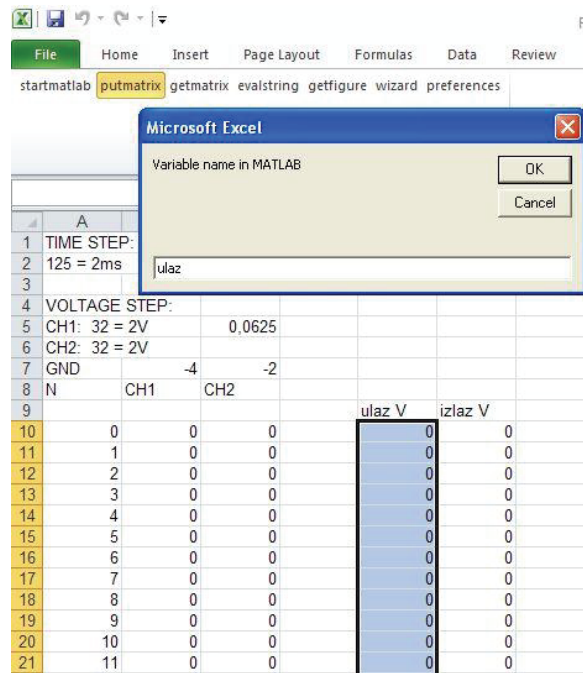 File Home Insert Page Layout Formulas Data Review
startmatlab putmatrix getmatrix evalstring getfigure wizard preferences
Microsoft Excel
Variable name in MATLAB
OK
Cancel
ulaz
A
1 TIME STEP:
2 125 = 2ms
3
4 VOLTAGE STEP:
5 CH1: 32 = 2V 0,0625
6 CH2: 32 = 2V
7 GND -4 -2
8 N CH1 CH2
9 ulaz V izlaz V
10 0 0 0 0 0
11 1 0 0 0 0
12 2 0 0 0 0
13 3 0 0 0 0
14 4 0 0 0 0
15 5 0 0 0 0
16 6 0 0 0 0
17 7 0 0 0 0
18 8 0 0 0 0
19 9 0 0 0 0
20 10 0 0 0 0
21 11 0 0 0 0